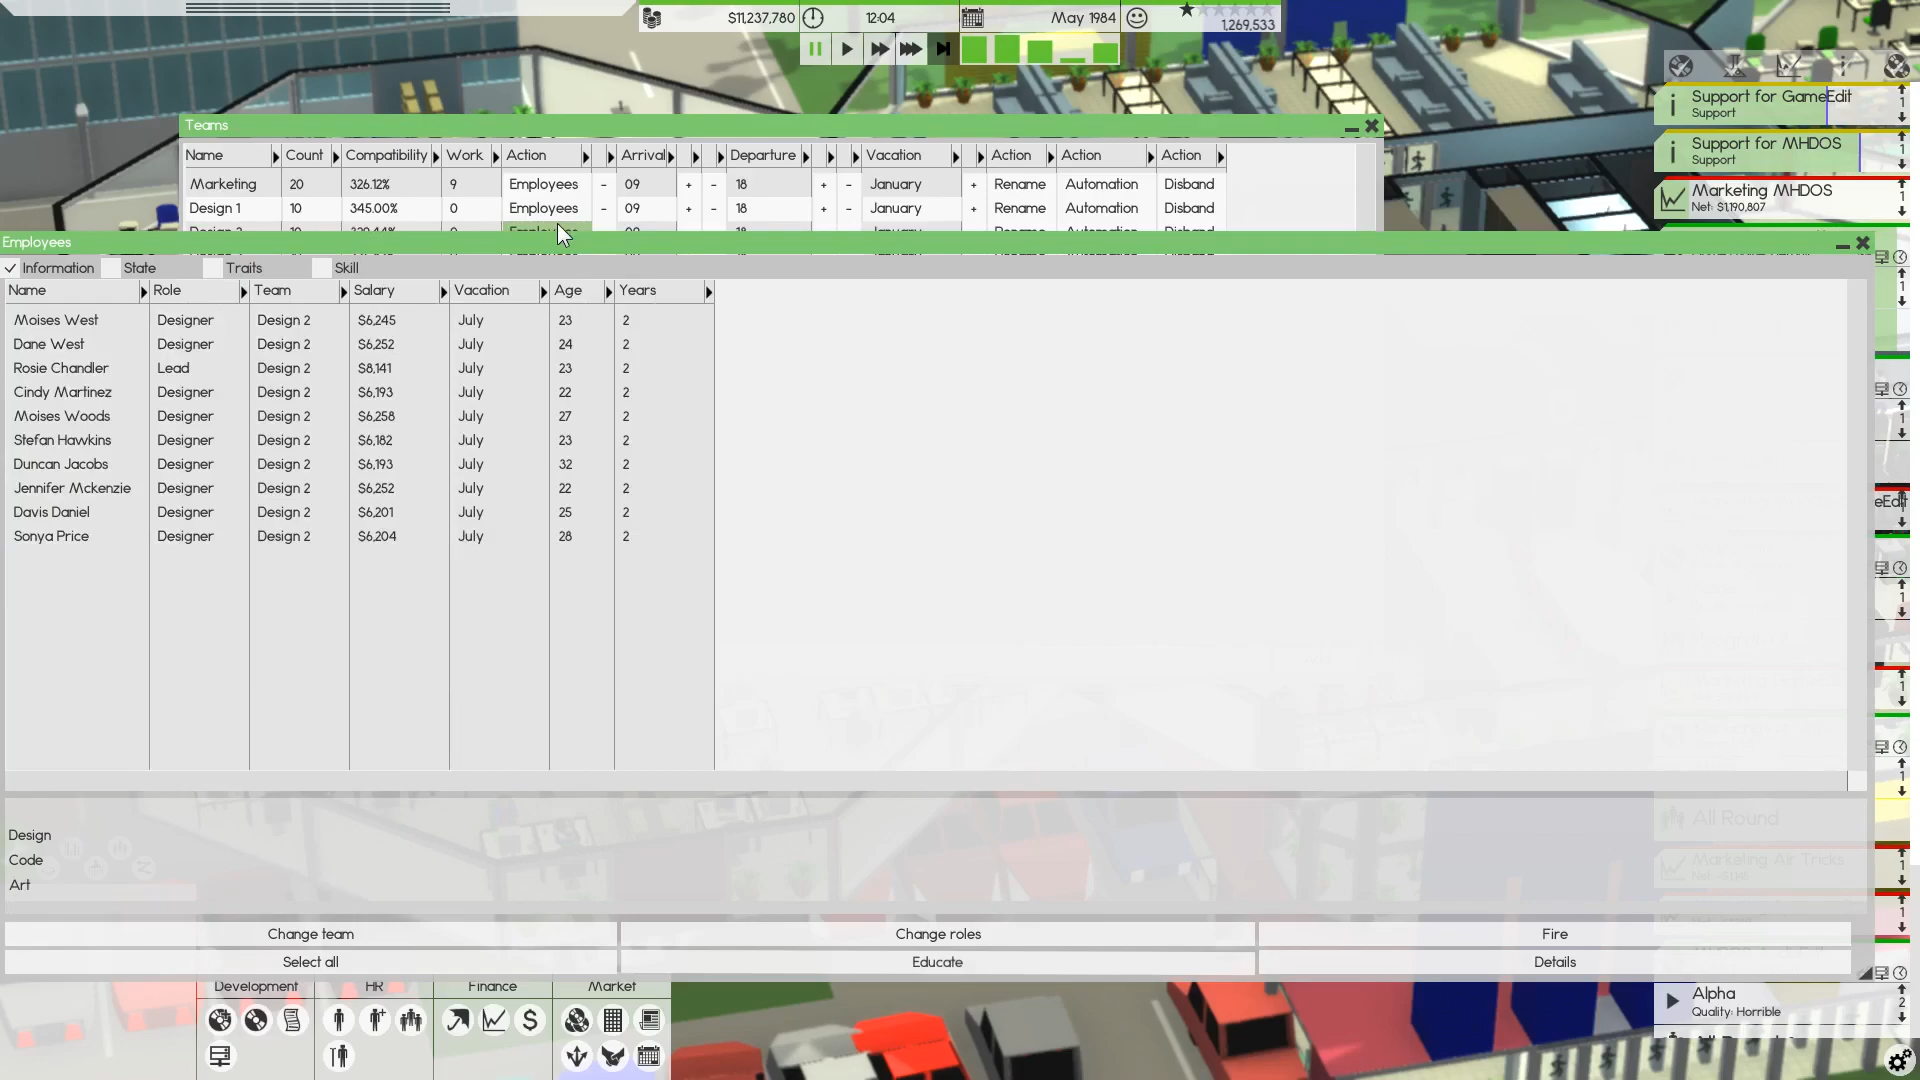 $11,237,780 12:04 May 1984 1,269,533
Support for GameEdit
Support
Support for MHDOS
Support
Marketing MHDOS
Net: $1,190,807
Teams
Name Count Compatibility Work Action Arrival Departure Vacation Action Action Action
Marketing 20 326.12% 9 Employees - 09 + - 18 + - January + Rename Automation Disband
Design 1 10 345.00% 0 Employees - 09 + - 18 + - January + Rename Automation Disband
Employees
Information State Traits Skill
Name Role Team Salary Vacation Age Years
Moises West Designer Design 2 $6,245 July 23 2
Dane West Designer Design 2 $6,252 July 24 2
Rosie Chandler Lead Design 2 $8,141 July 23 2
Cindy Martinez Designer Design 2 $6,193 July 22 2
Moises Woods Designer Design 2 $6,258 July 27 2
Stefan Hawkins Designer Design 2 $6,182 July 23 2
Duncan Jacobs Designer Design 2 $6,193 July 32 2
Jennifer Mckenzie Designer Design 2 $6,252 July 22 2
Davis Daniel Designer Design 2 $6,201 July 25 2
Sonya Price Designer Design 2 $6,204 July 28 2
Design
Code
Art
All Round
Marketing Air Tricks
Change team Change roles Fire
Select all Educate Details
Development HR Finance Market
Alpha
Quality: Horrible